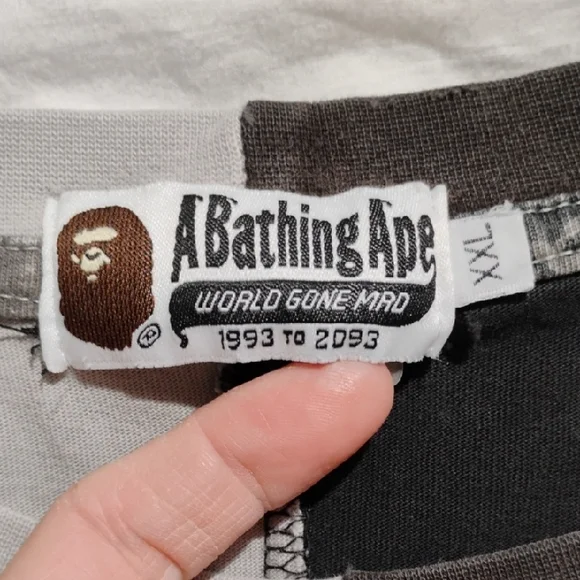 A Bathing Ape
WORLD GONE MAD
1993 TO 2093
®
XXL